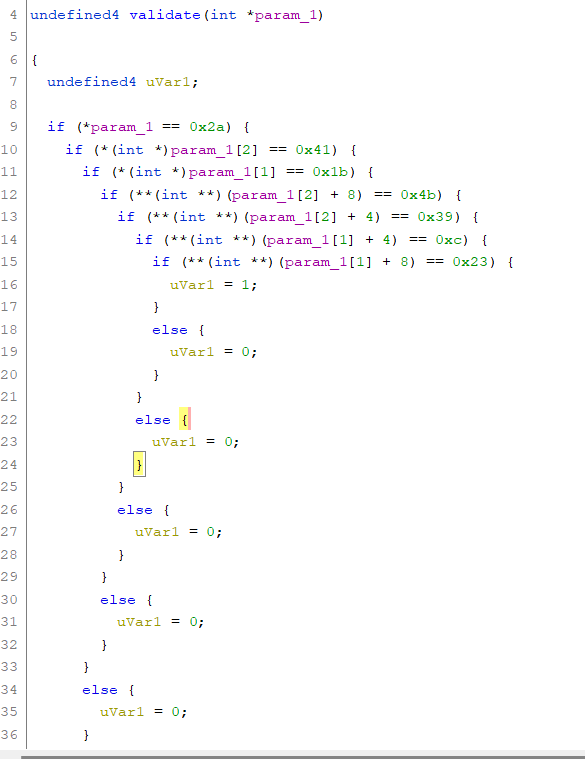 4 undefined4 validate(int *param_1)
5
6 {
7   undefined4 uVar1;
8
9   if (*param_1 == 0x2a) {
10     if (*(int *)param_1[2] == 0x41) {
11       if (*(int *)param_1[1] == 0x1b) {
12         if (**(int **)(param_1[2] + 8) == 0x4b) {
13           if (**(int **)(param_1[2] + 4) == 0x39) {
14             if (**(int **)(param_1[1] + 4) == 0xc) {
15               if (**(int **)(param_1[1] + 8) == 0x23) {
16                 uVar1 = 1;
17               }
18               else {
19                 uVar1 = 0;
20               }
21             }
22             else {
23               uVar1 = 0;
24             }
25           }
26           else {
27             uVar1 = 0;
28           }
29         }
30         else {
31           uVar1 = 0;
32         }
33       }
34       else {
35         uVar1 = 0;
36       }